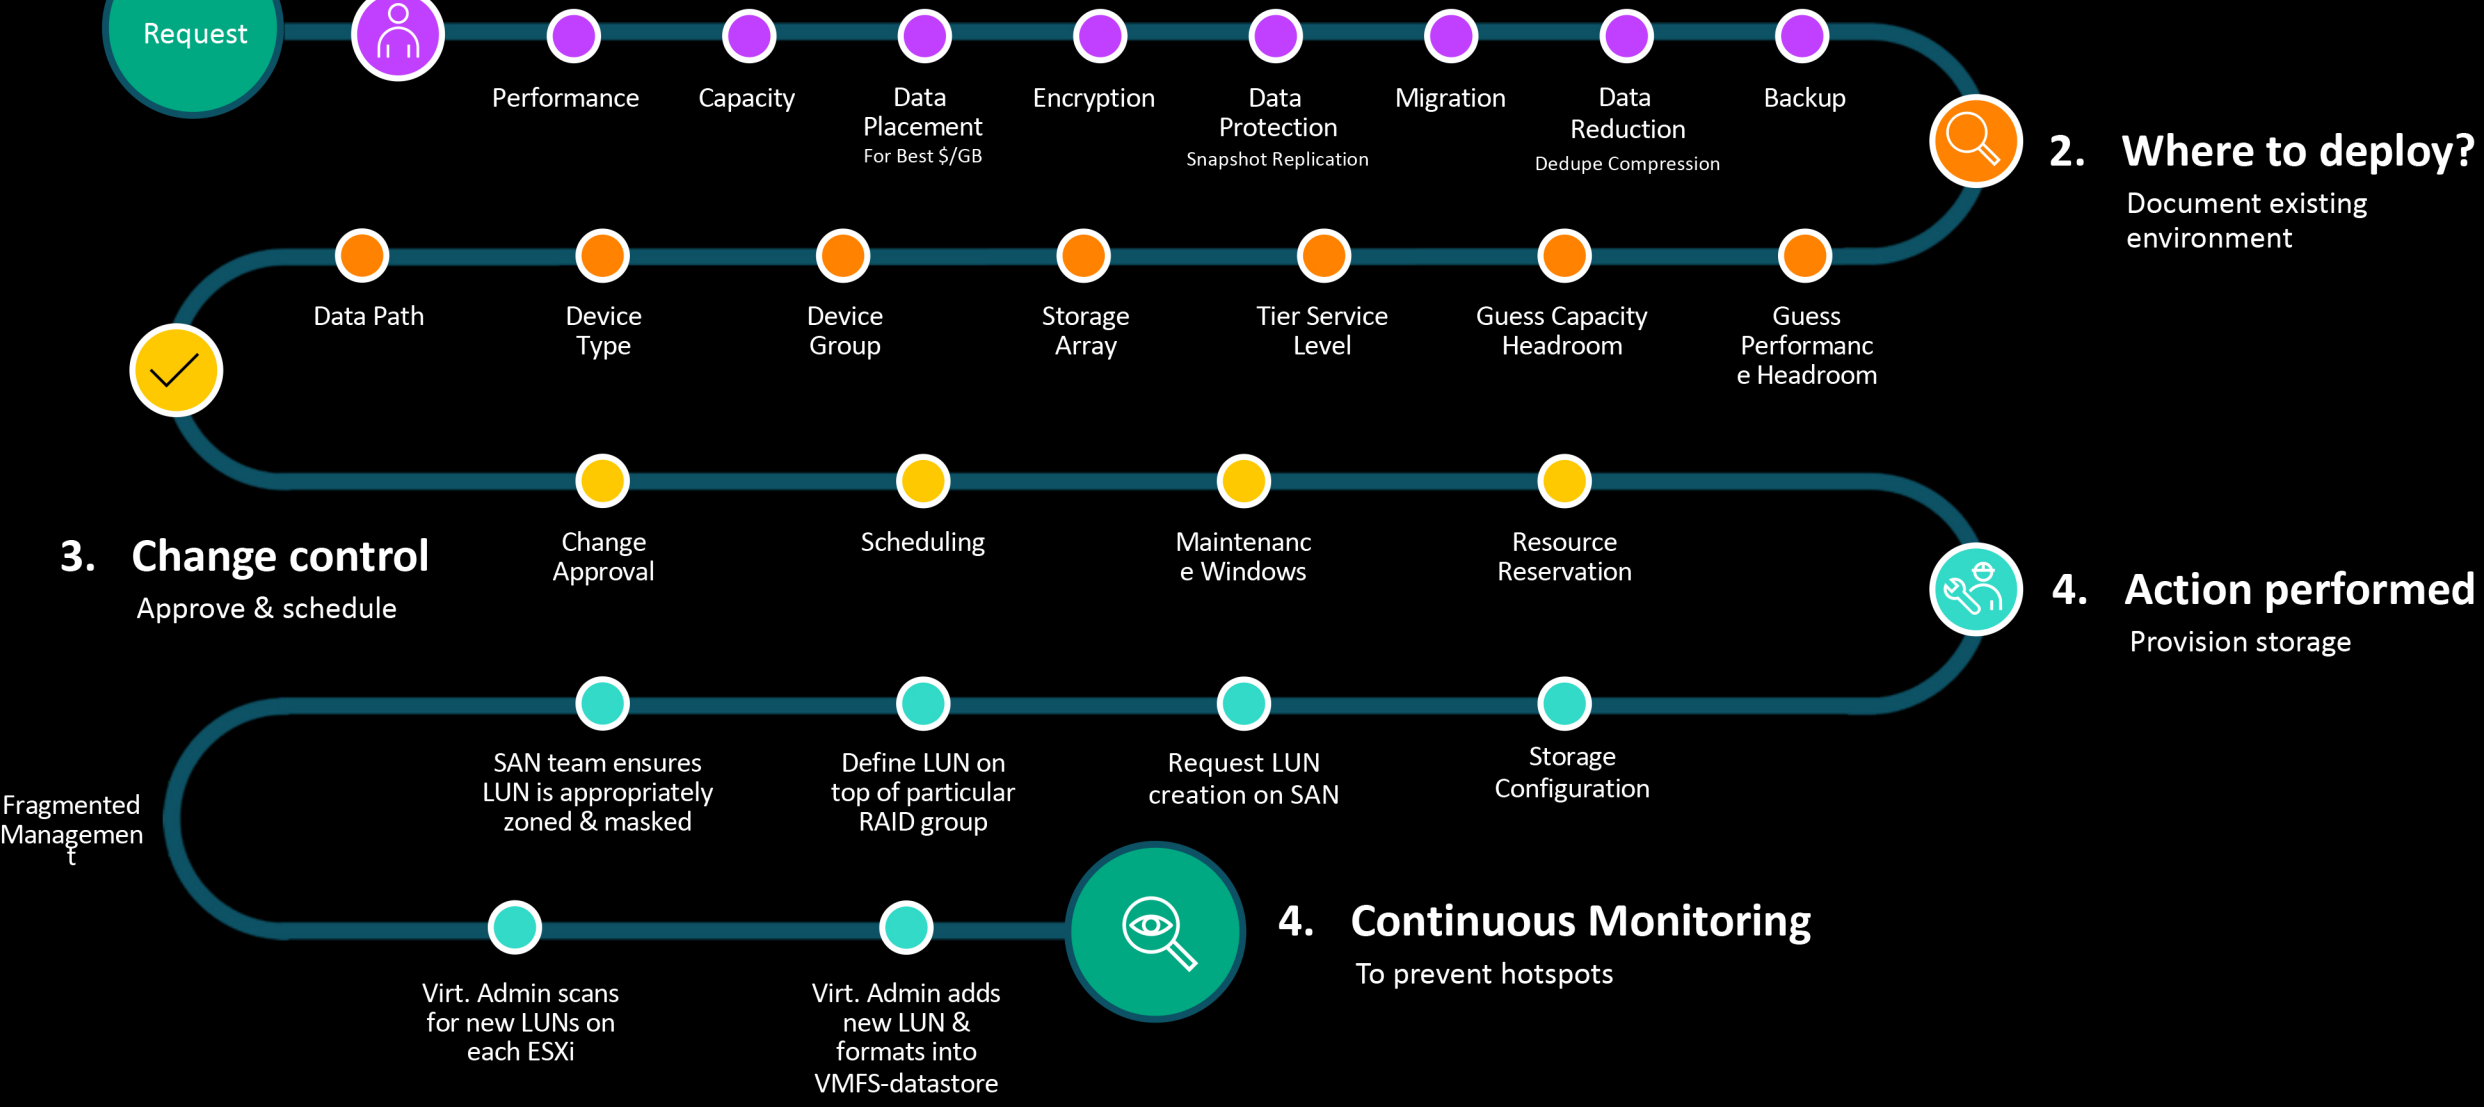 Request
Performance
Capacity
Data
Placement
For Best $/GB
Encryption
Data
Protection
Snapshot Replication
Migration
Data
Reduction
Dedupe Compression
Backup
2. Where to deploy?
Document existing
environment
Data Path
Device
Type
Device
Group
Storage
Array
Tier Service
Level
Guess Capacity
Headroom
Guess
Performanc
e Headroom
3. Change control
Approve & schedule
Change
Approval
Scheduling
Maintenanc
e Windows
Resource
Reservation
4. Action performed
Provision storage
SAN team ensures
LUN is appropriately
zoned & masked
Define LUN on
top of particular
RAID group
Request LUN
creation on SAN
Storage
Configuration
Fragmented
Managemen
t
Virt. Admin scans
for new LUNs on
each ESXi
Virt. Admin adds
new LUN &
formats into
VMFS-datastore
4. Continuous Monitoring
To prevent hotspots